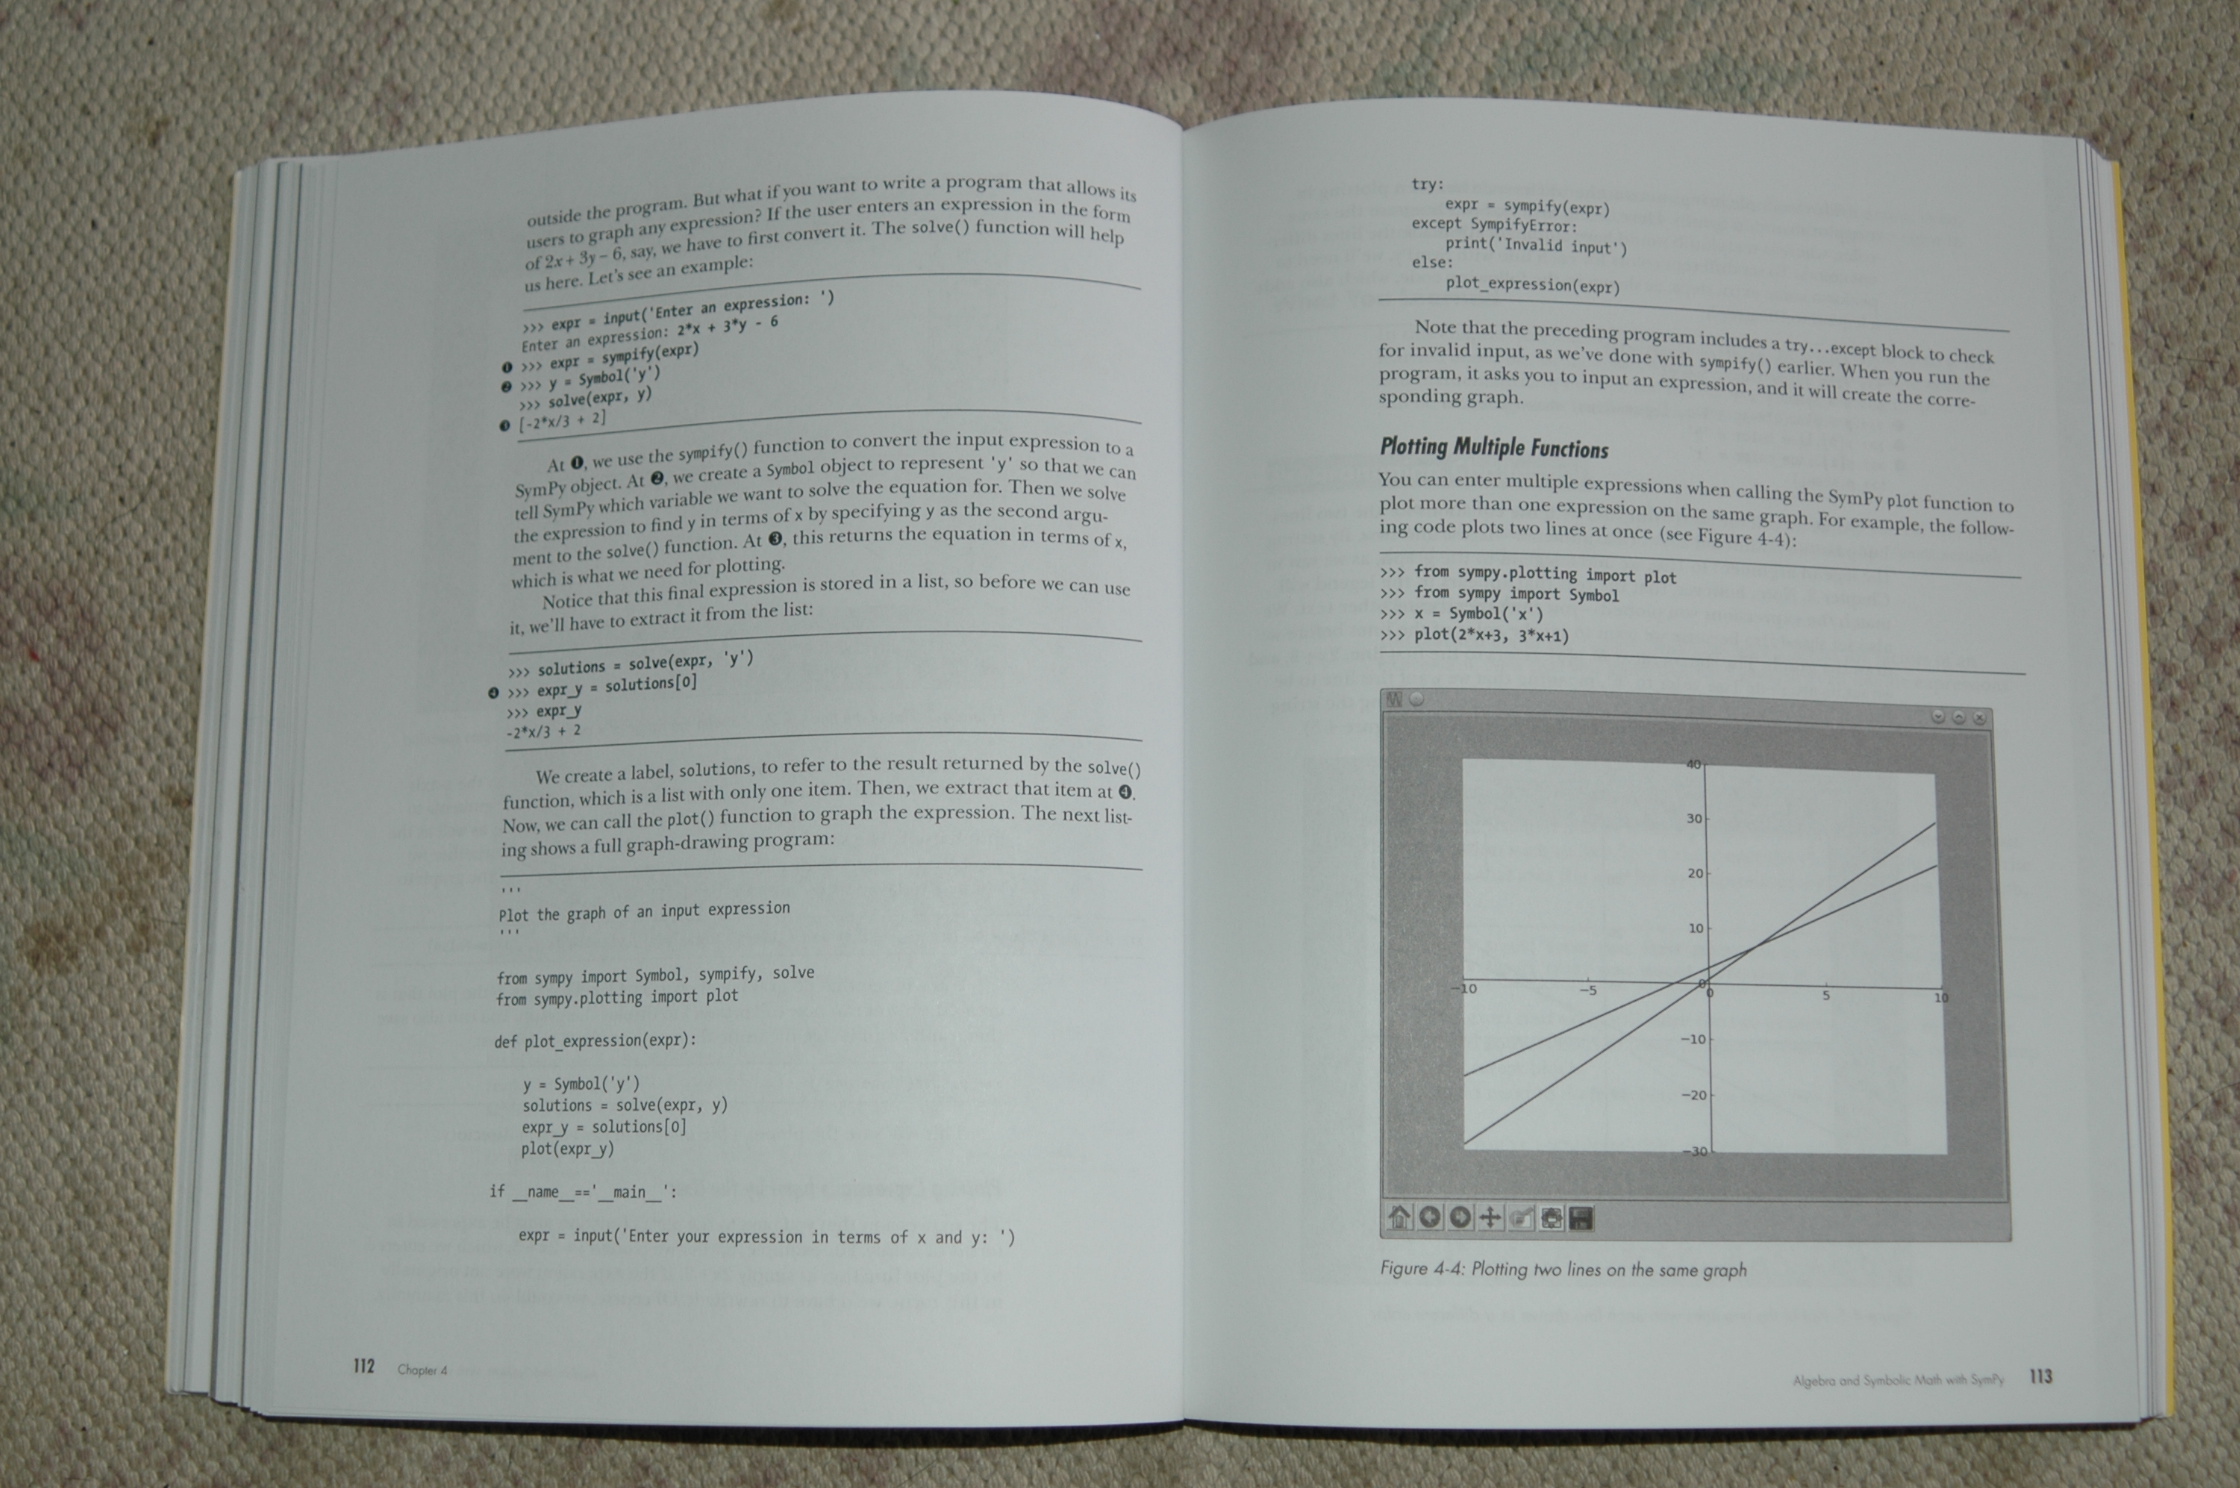 outside the program. But what if you want to write a program that allows its
users to graph any expression? If the user enters an expression in the form
of 2x + 3y – 6, say, we have to first convert it. The solve() function will help
us here. Let's see an example:
>>> expr = input('Enter an expression: ')
Enter an expression: 2*x + 3*y - 6
❶ >>> expr = sympify(expr)
❷ >>> y = Symbol('y')
>>> solve(expr, y)
❸ [-2*x/3 + 2]
At ❶, we use the sympify() function to convert the input expression to a
SymPy object. At ❷, we create a Symbol object to represent 'y' so that we can
tell SymPy which variable we want to solve the equation for. Then we solve
the expression to find y in terms of x by specifying y as the second argu-
ment to the solve() function. At ❸, this returns the equation in terms of x,
which is what we need for plotting.
Notice that this final expression is stored in a list, so before we can use
it, we'll have to extract it from the list:
>>> solutions = solve(expr, 'y')
❹ >>> expr_y = solutions[0]
>>> expr_y
-2*x/3 + 2
We create a label, solutions, to refer to the result returned by the solve()
function, which is a list with only one item. Then, we extract that item at ❹.
Now, we can call the plot() function to graph the expression. The next list-
ing shows a full graph-drawing program:
'''
Plot the graph of an input expression
'''
from sympy import Symbol, sympify, solve
from sympy.plotting import plot
def plot_expression(expr):
y = Symbol('y')
solutions = solve(expr, y)
expr_y = solutions[0]
plot(expr_y)
if __name__=='__main__':
expr = input('Enter your expression in terms of x and y: ')
112 Chapter 4
try:
expr = sympify(expr)
except SympifyError:
print('Invalid input')
else:
plot_expression(expr)
Note that the preceding program includes a try...except block to check
for invalid input, as we've done with sympify() earlier. When you run the
program, it asks you to input an expression, and it will create the corre-
sponding graph.
Plotting Multiple Functions
You can enter multiple expressions when calling the SymPy plot function to
plot more than one expression on the same graph. For example, the follow-
ing code plots two lines at once (see Figure 4-4):
>>> from sympy.plotting import plot
>>> from sympy import Symbol
>>> x = Symbol('x')
>>> plot(2*x+3, 3*x+1)
40
30
20
10
-10 -5 0 0 5 10
-10
-20
-30
Figure 4-4: Plotting two lines on the same graph
Algebra and Symbolic Math with SymPy 113